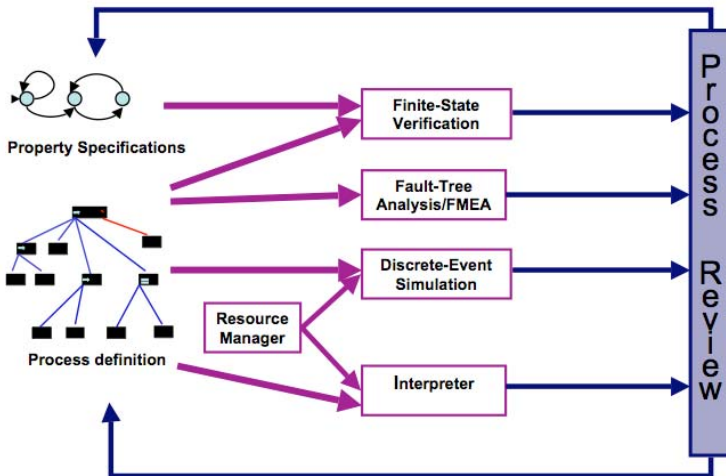 Property Specifications
Process definition
Resource
Manager
Finite-State
Verification
Fault-Tree
Analysis/FMEA
Discrete-Event
Simulation
Interpreter
Process Review